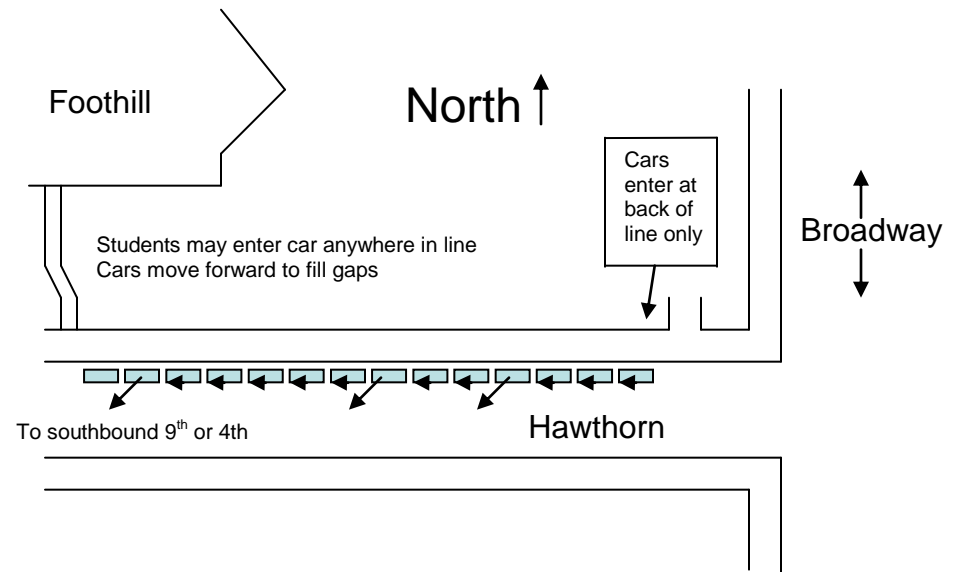 Foothill
North
Cars
enter at
back of
line only
Broadway
Students may enter car anywhere in line
Cars move forward to fill gaps
To southbound 9th or 4th
Hawthorn